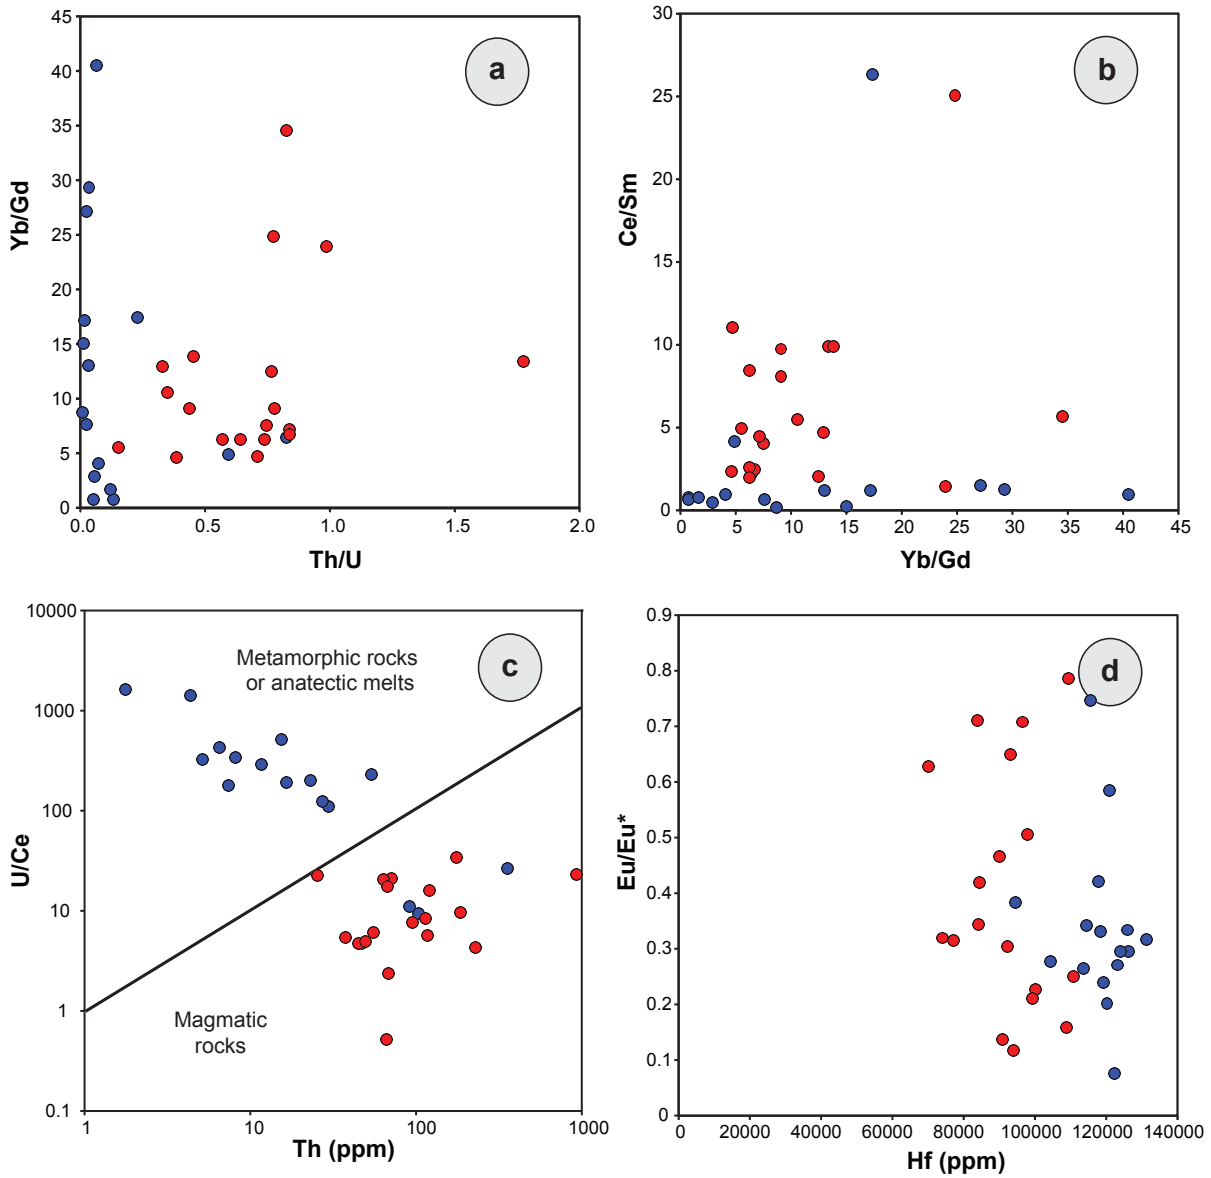 a
45
40
35
30
25
20
15
10
5
0
Yb/Gd
0.0 0.5 1.0 1.5 2.0
Th/U
b
30
25
20
15
10
5
0
Ce/Sm
0 5 10 15 20 25 30 35 40 45
Yb/Gd
c
Metamorphic rocks
or anatectic melts
Magmatic
rocks
10000
1000
100
10
1
0.1
U/Ce
1 10 100 1000
Th (ppm)
d
0.9
0.8
0.7
0.6
0.5
0.4
0.3
0.2
0.1
0
Eu/Eu*
0 20000 40000 60000 80000 100000 120000 140000
Hf (ppm)